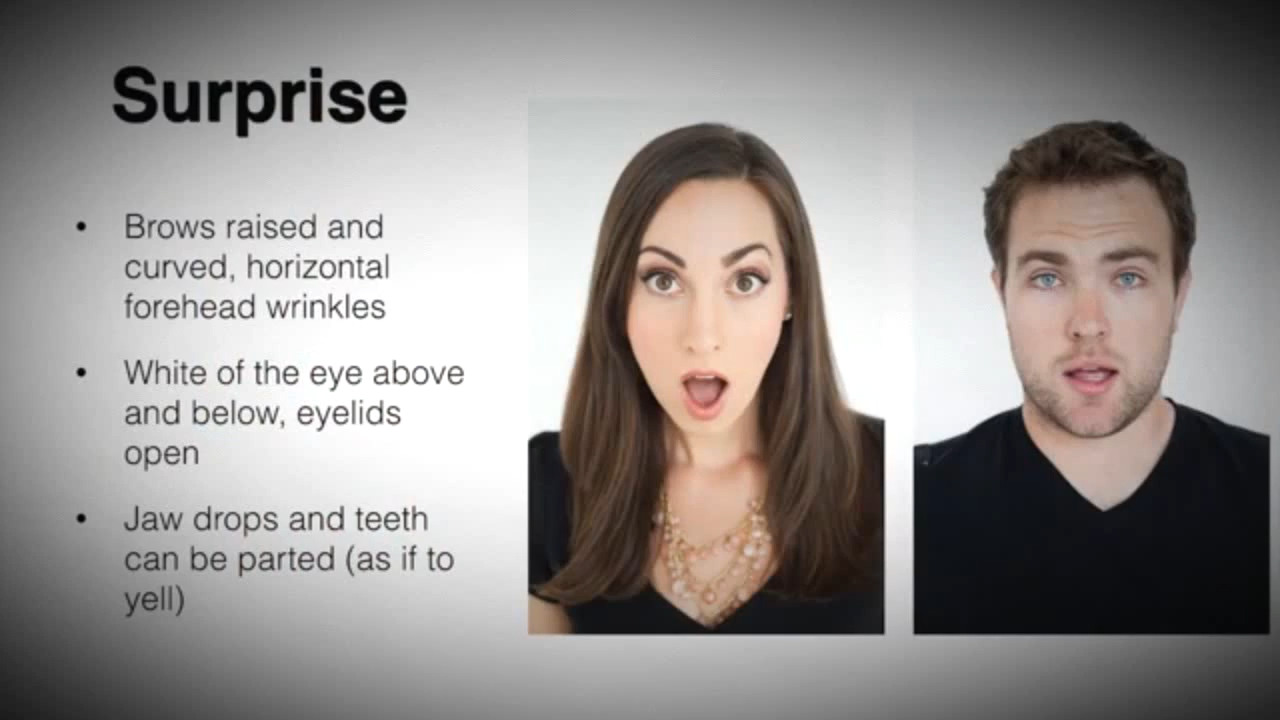 Surprise
• Brows raised and
curved, horizontal
forehead wrinkles
• White of the eye above
and below, eyelids
open
• Jaw drops and teeth
can be parted (as if to
yell)